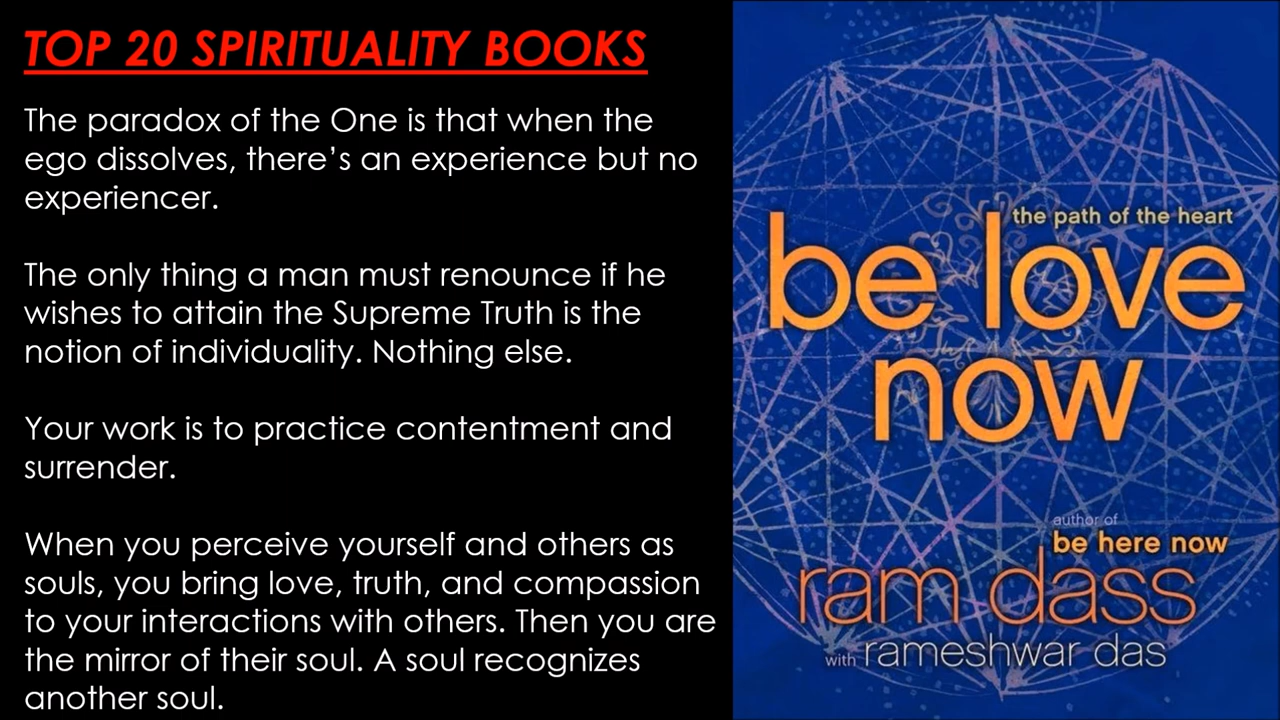 TOP 20 SPIRITUALITY BOOKS
The paradox of the One is that when the
ego dissolves, there’s an experience but no
experiencer.
The only thing a man must renounce if he
wishes to attain the Supreme Truth is the
notion of individuality. Nothing else.
Your work is to practice contentment and
surrender.
When you perceive yourself and others as
souls, you bring love, truth, and compassion
to your interactions with others. Then you are
the mirror of their soul. A soul recognizes
another soul.
the path of the heart
be love
now
author of
be here now
ram dass
with rameshwar das